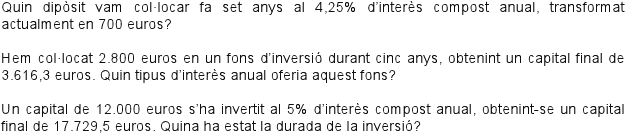 Quin dipòsit vam col·locar fa set anys al 4,25% d’interès compost anual, transformat
actualment en 700 euros?
Hem col·locat 2.800 euros en un fons d’inversió durant cinc anys, obtenint un capital final de
3.616,3 euros. Quin tipus d’interès anual oferia aquest fons?
Un capital de 12.000 euros s’ha invertit al 5% d’interès compost anual, obtenint-se un capital
final de 17.729,5 euros. Quina ha estat la durada de la inversió?